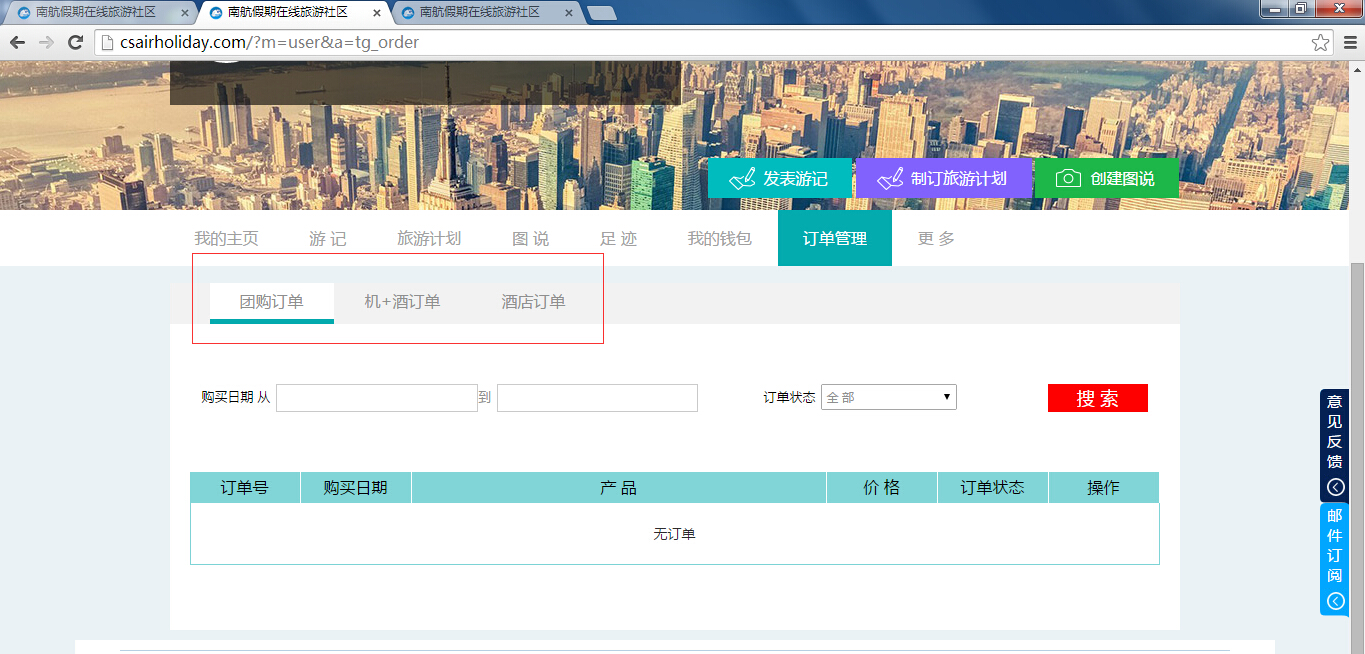 南航假期在线旅游社区 南航假期在线旅游社区 南航假期在线旅游社区
csairholiday.com/?m=user&a=tg_order
发表游记 制订旅游计划 创建图说
我的主页 游 记 旅游计划 图 说 足 迹 我的钱包 订单管理 更 多
团购订单 机+酒订单 酒店订单
购买日期 从 到 订单状态 全 部 搜 索
订单号 购买日期 产 品 价 格 订单状态 操作
无订单
意见反馈
邮件订阅